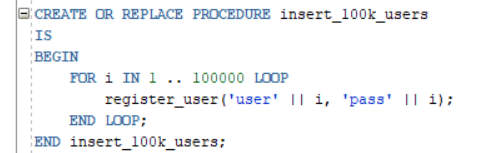 CREATE OR REPLACE PROCEDURE insert_100k_users
IS
BEGIN
    FOR i IN 1 .. 100000 LOOP
        register_user('user' || i, 'pass' || i);
    END LOOP;
END insert_100k_users;